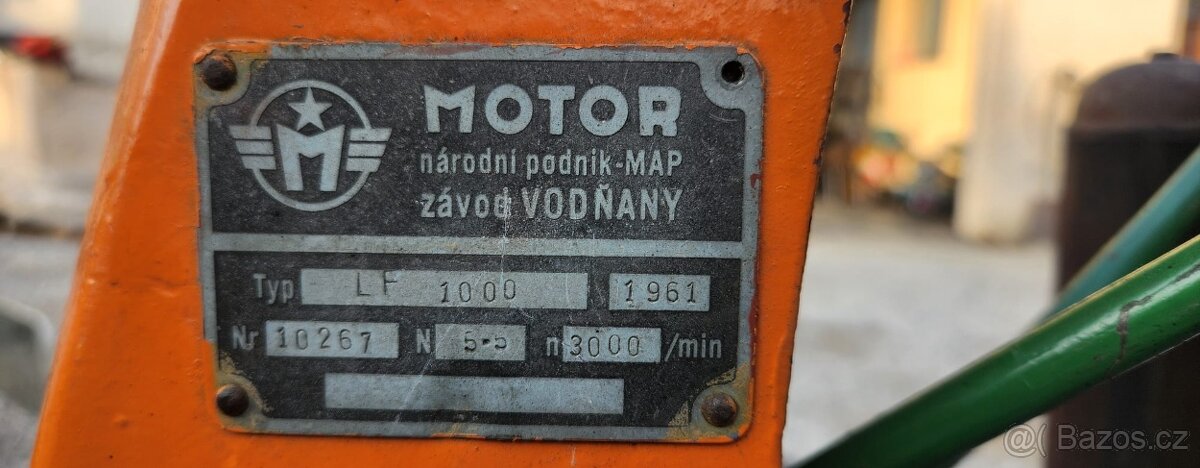 M
MOTOR
národní podnik-MAP
závod VODŇANY
Typ LF 1000 1961
Nr 10267 N 5.5 n 3000 /min
@( Bazos.cz